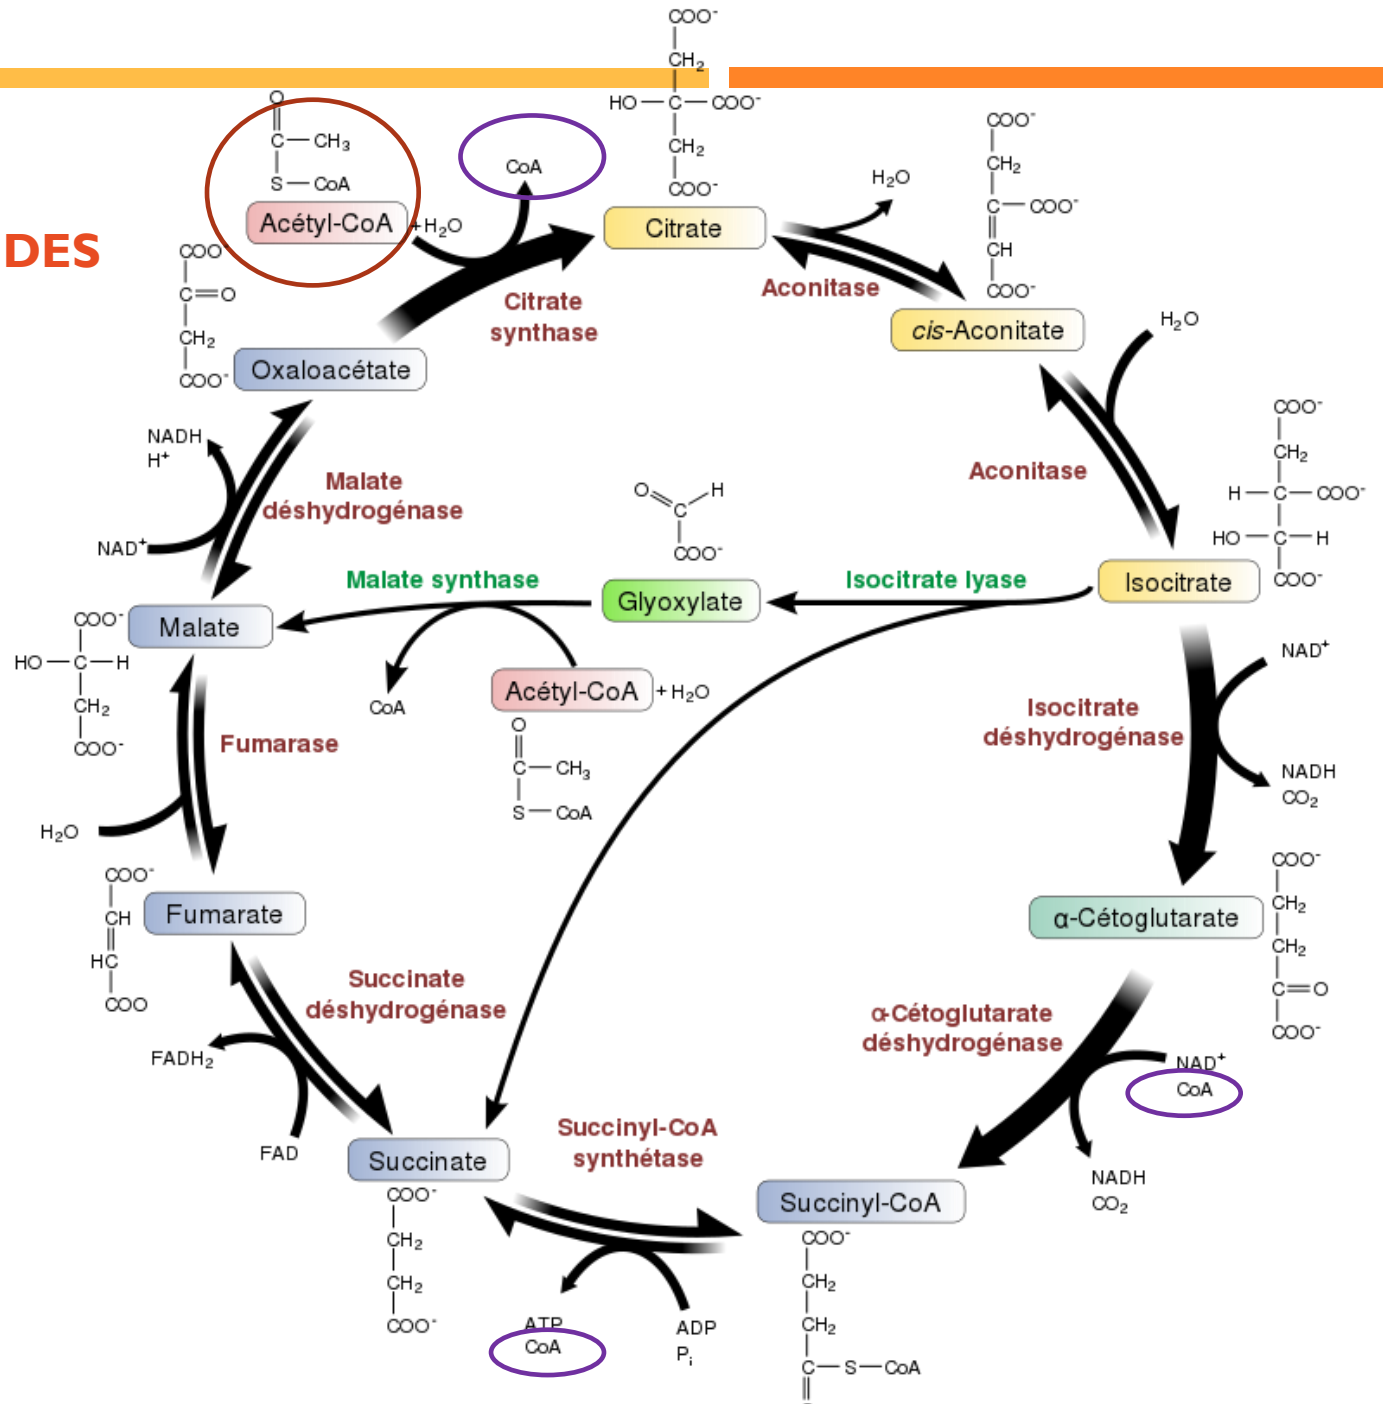 COO⁻
CH₂
HO—C—COO⁻
CH₂
COO⁻
O
C—CH₃
S—CoA
Acétyl-CoA
+H₂O
CoA
Citrate
H₂O
COO⁻
CH₂
C—COO⁻
CH
COO⁻
DES
COO⁻
C=O
CH₂
COO⁻
Citrate
synthase
Aconitase
cis-Aconitate
H₂O
Oxaloacétate
NADH
H⁺
NAD⁺
Malate
déshydrogénase
Aconitase
COO⁻
CH₂
H—C—COO⁻
HO—C—H
COO⁻
O
H
C
COO⁻
Malate synthase
Glyoxylate
Isocitrate lyase
Isocitrate
COO⁻
HO—C—H
CH₂
COO⁻
Malate
CoA
Acétyl-CoA
+H₂O
O
C—CH₃
S—CoA
NAD⁺
Isocitrate
déshydrogénase
NADH
CO₂
Fumarase
H₂O
COO⁻
CH
HC
COO
Fumarate
α-Cétoglutarate
COO⁻
CH₂
CH₂
C=O
COO⁻
Succinate
déshydrogénase
FADH₂
FAD
α-Cétoglutarate
déshydrogénase
NAD⁺
CoA
NADH
CO₂
Succinate
COO⁻
CH₂
CH₂
COO⁻
Succinyl-CoA
synthétase
Succinyl-CoA
COO⁻
CH₂
CH₂
C—S—CoA
ATP
CoA
ADP
Pᵢ